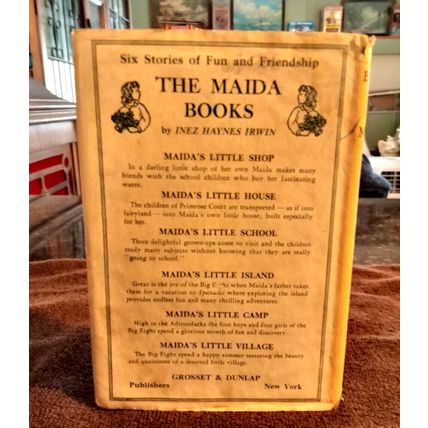 Six Stories of Fun and Friendship
THE MAIDA
BOOKS
by INEZ HAYNES IRWIN
MAIDA'S LITTLE SHOP
In a darling little shop of her own Maida makes many
friends with the school children who buy her fascinating
wares.
MAIDA'S LITTLE HOUSE
The children of Primrose Court are transported — as if into
fairyland — into Maida's own little house, built especially
for her.
MAIDA'S LITTLE SCHOOL
Three delightful grown-ups come to visit and the children
study many subjects without knowing that they are really
going to school.
MAIDA'S LITTLE ISLAND
Great is the joy of the Big Eight when Maida's father takes
them for a vacation to Spectacles where exploring the island
provides endless fun and many thrilling adventures.
MAIDA'S LITTLE CAMP
High in the Adirondacks the four boys and four girls of the
Big Eight spend a glorious month of fun and discovery.
MAIDA'S LITTLE VILLAGE
The Big Eight spend a happy summer restoring the beauty
and quaintness of a deserted little village.
GROSSET & DUNLAP
Publishers New York